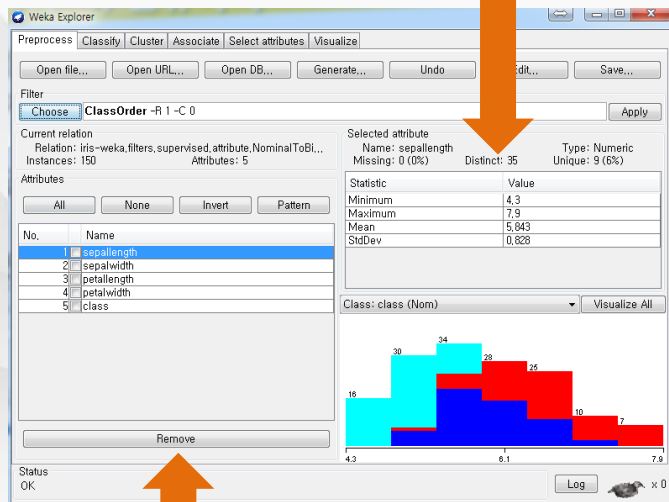 Weka Explorer
Preprocess Classify Cluster Associate Select attributes Visualize
Open file,,, Open URL,,, Open DB,,, Generate,,, Undo Save,,,
Filter
Choose ClassOrder -R 1 -C 0 Apply
Current relation
Relation: iris-weka,filters,supervised,attribute,NominalToBi,,,
Instances: 150 Attributes: 5
Attributes
All None Invert Pattern
No, Name
1 sepallength
2 sepalwidth
3 petallength
4 petalwidth
5 class
Remove
Selected attribute
Name: sepallength Type: Numeric
Missing: 0 (0%) Distinct: 35 Unique: 9 (6%)
Statistic Value
Minimum 4,3
Maximum 7,9
Mean 5,843
StdDev 0,828
Class: class (Nom) Visualize All
16 30 34 28 25 10 7
4.3 6.1 7.9
Status
OK
Log x 0